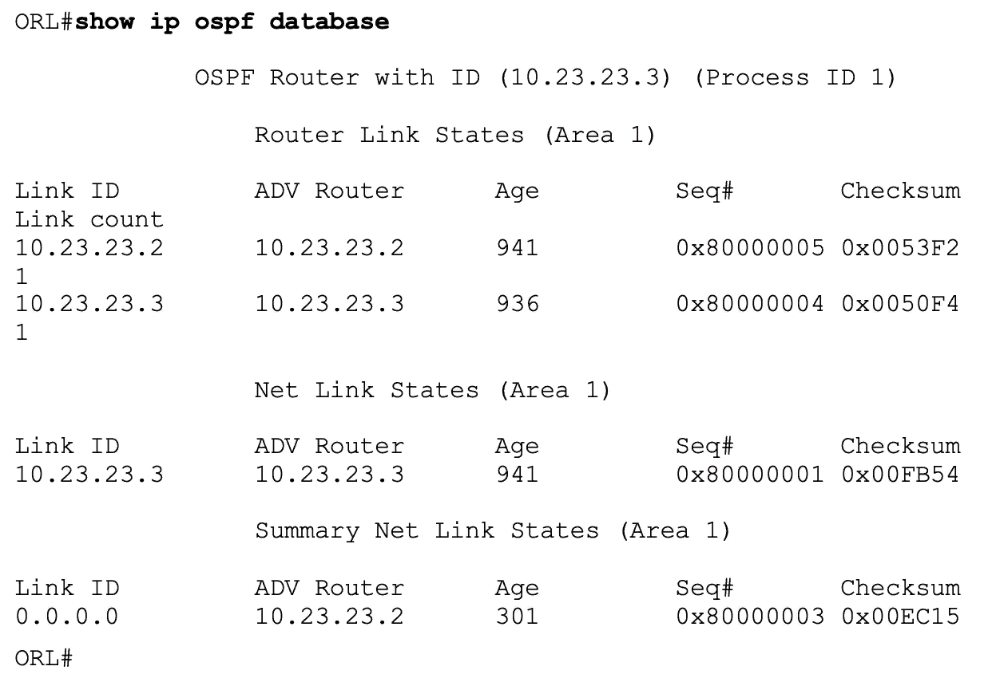 ORL#show ip ospf database
OSPF Router with ID (10.23.23.3) (Process ID 1)
Router Link States (Area 1)
Link ID ADV Router Age Seq# Checksum
Link count
10.23.23.2 10.23.23.2 941 0x80000005 0x0053F2
1
10.23.23.3 10.23.23.3 936 0x80000004 0x0050F4
1
Net Link States (Area 1)
Link ID ADV Router Age Seq# Checksum
10.23.23.3 10.23.23.3 941 0x80000001 0x00FB54
Summary Net Link States (Area 1)
Link ID ADV Router Age Seq# Checksum
0.0.0.0 10.23.23.2 301 0x80000003 0x00EC15
ORL#